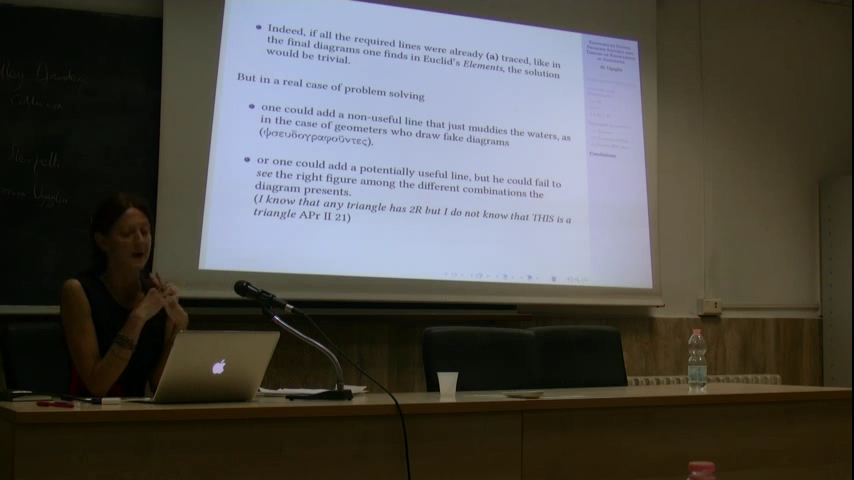 Indeed, if all the required lines were already (a) traced, like in
the final diagrams one finds in Euclid's Elements, the solution
would be trivial.
But in a real case of problem solving
one could add a non-useful line that just muddies the waters, as
in the case of geometers who draw fake diagrams
(ψσευδογραφοῦντες).
or one could add a potentially useful line, but he could fail to
see the right figure among the different combinations the
diagram presents.
(I know that any triangle has 2R but I do not know that THIS is a
triangle APr II 21)
Conclusions